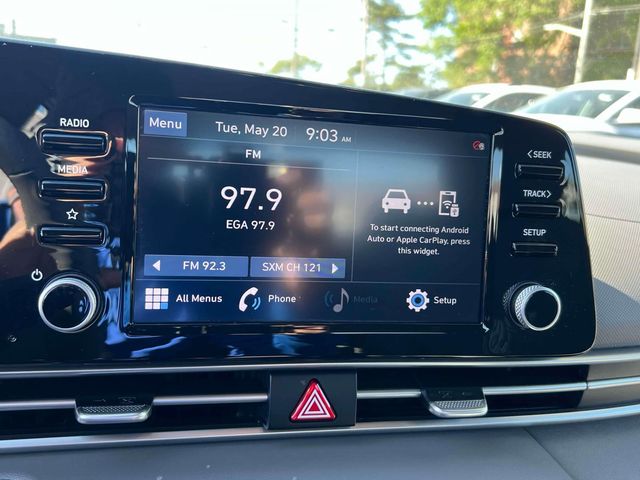 RADIO
MEDIA
Menu
Tue, May 20 9:03 AM
FM
97.9
EGA 97.9
FM 92.3
SXM CH 121
To start connecting Android
Auto or Apple CarPlay, press
this widget.
All Menus
Phone
Media
Setup
<SEEK
TRACK>
SETUP